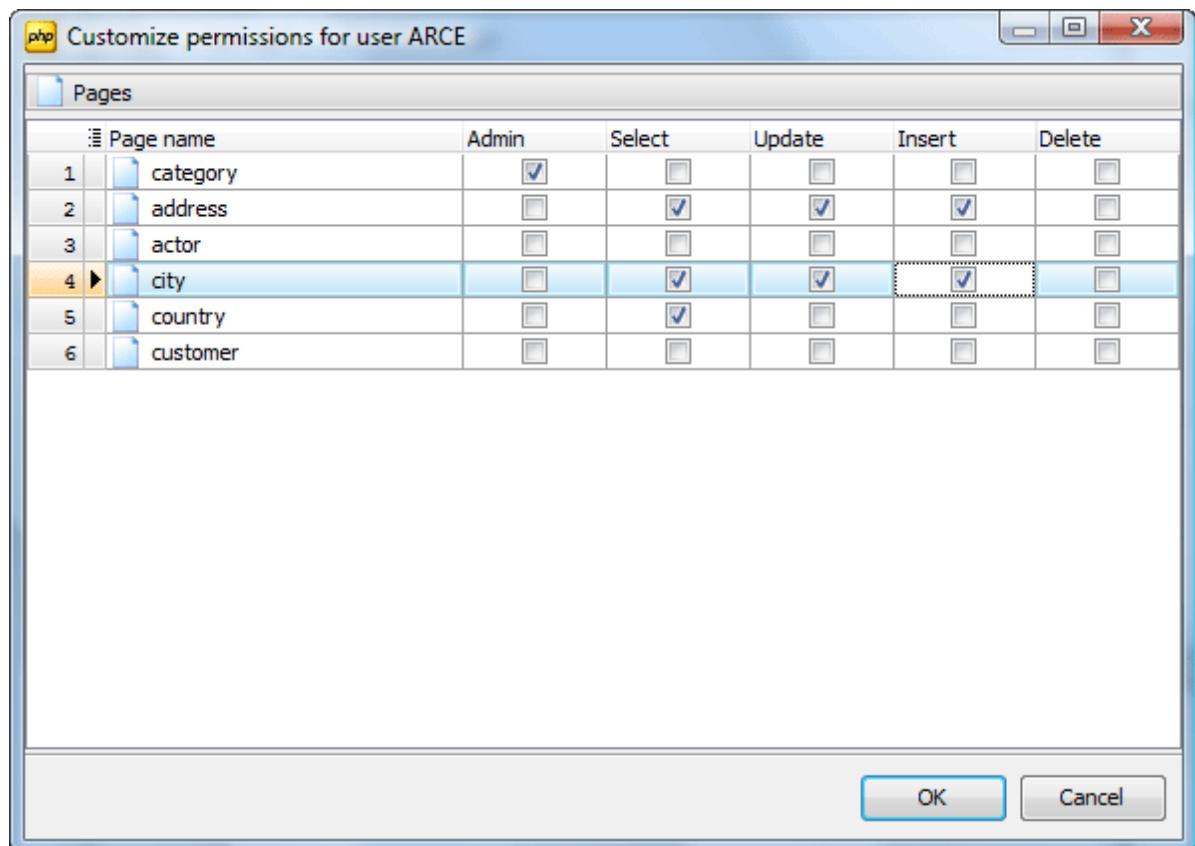 php Customize permissions for user ARCE
Pages
Page name Admin Select Update Insert Delete
1 category
2 address
3 actor
4 city
5 country
6 customer
OK Cancel